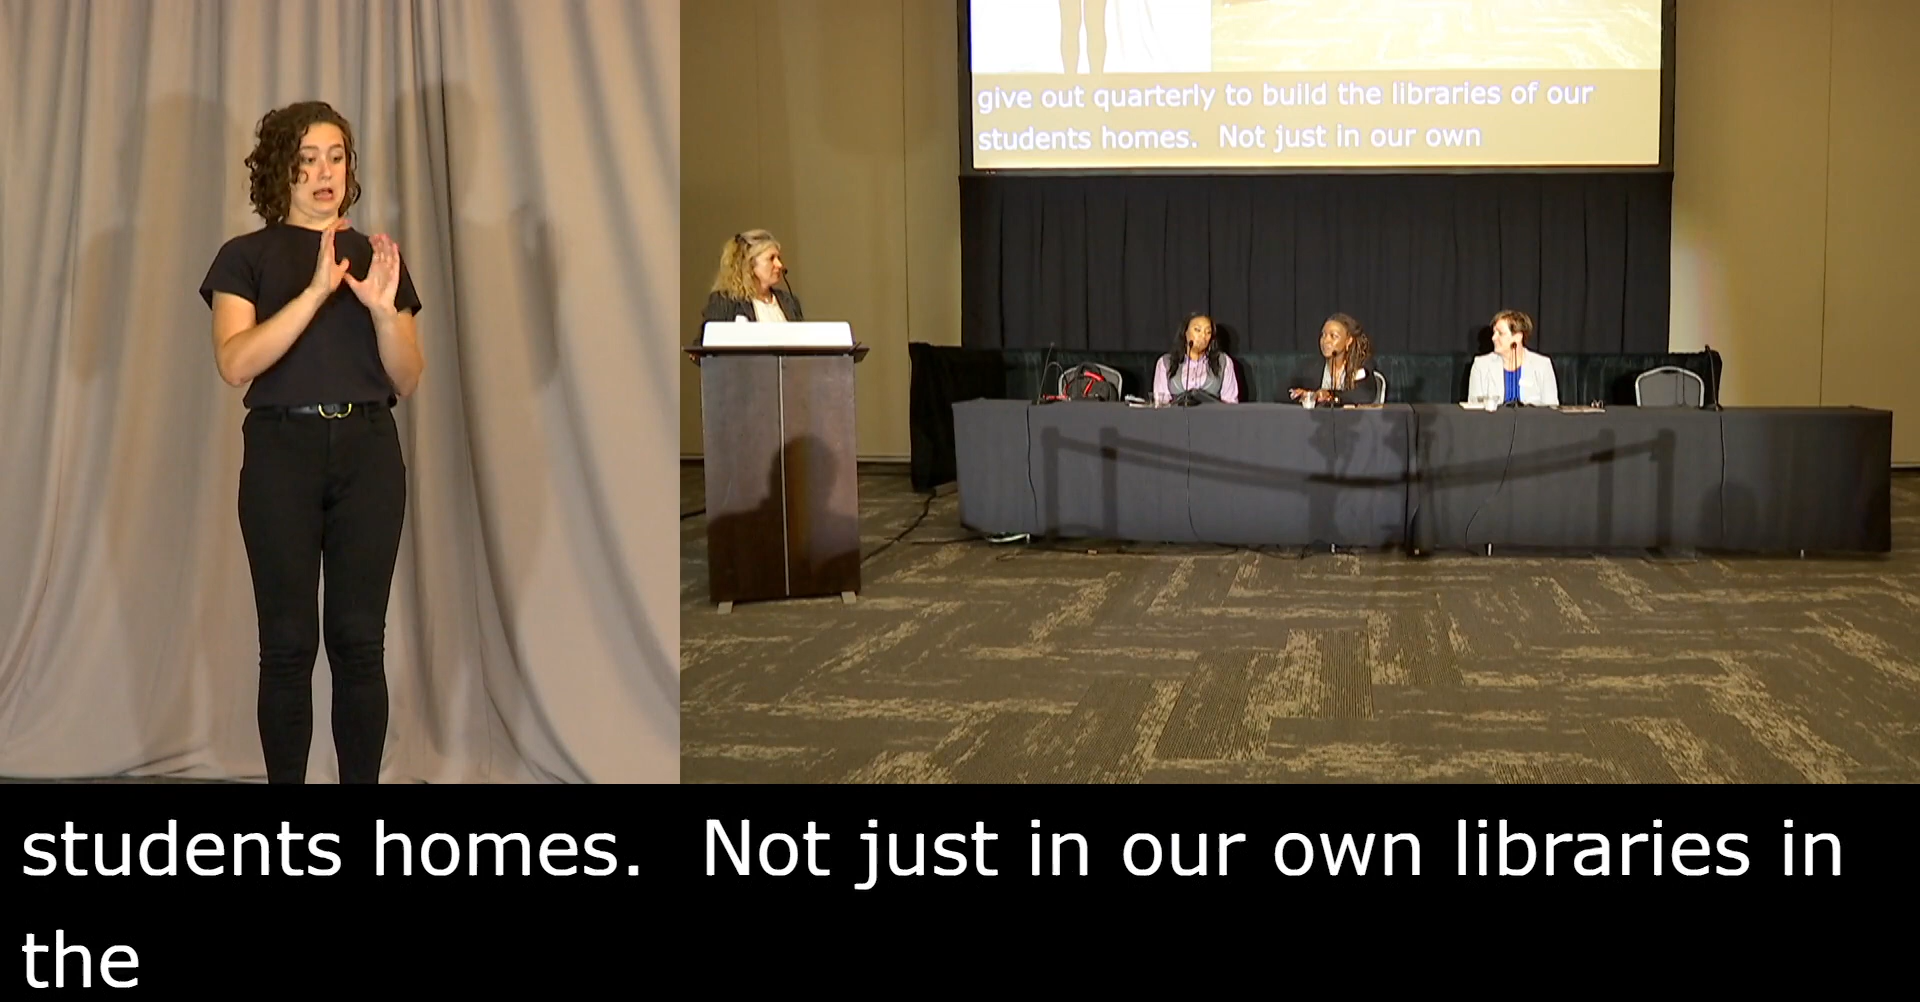 give out quarterly to build the libraries of our
students homes.  Not just in our own
students homes.  Not just in our own libraries in
the